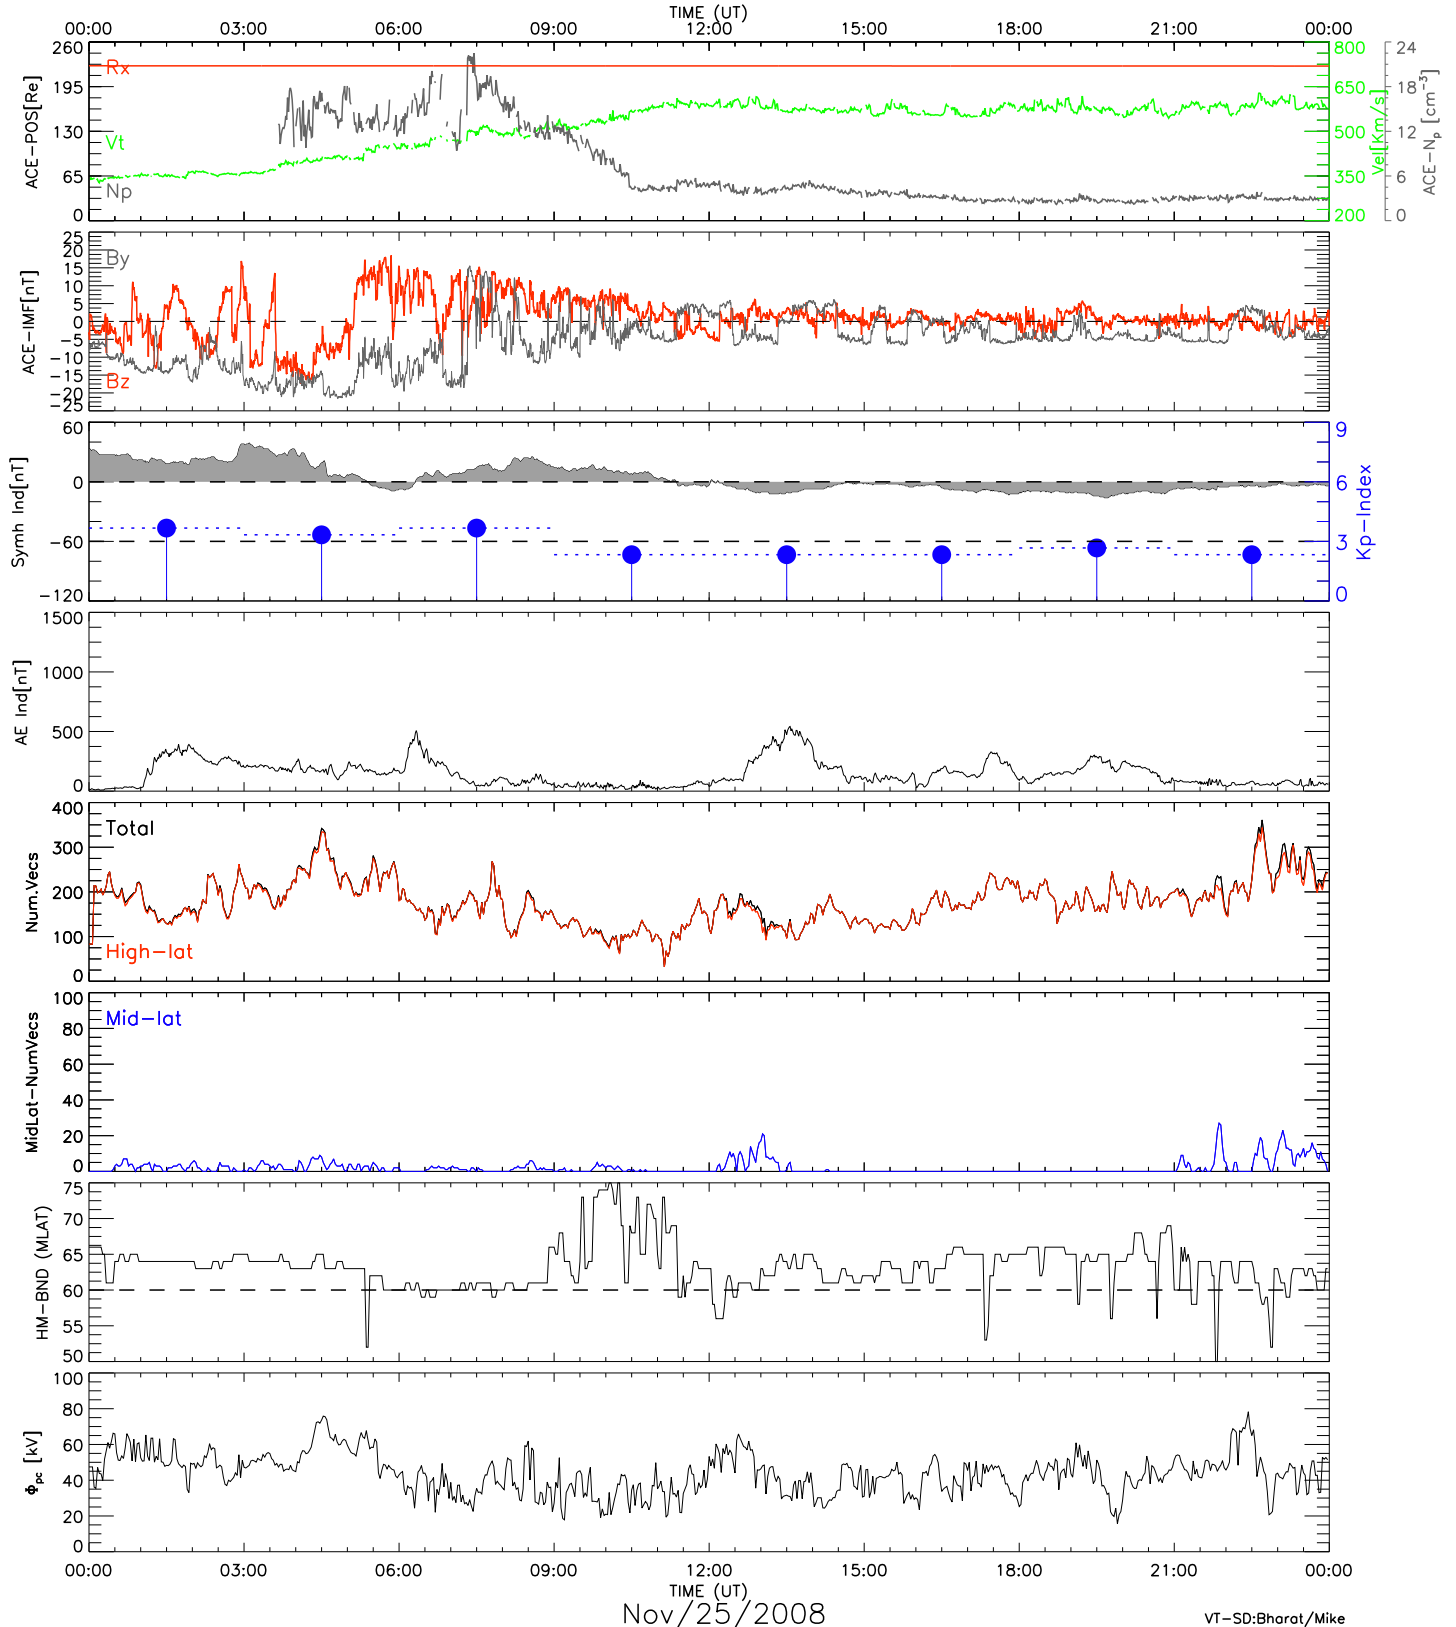 TIME (UT)
00:00 03:00 06:00 09:00 12:00 15:00 18:00 21:00 00:00
ACE-POS[Re]
260
195
130
65
0
Rx
Vt
Np
800
650
500
350
200
Vel[Km/s]
24
18
12
6
0
ACE-Np [cm-3]
ACE-IMF[nT]
25
20
15
10
5
0
-5
-10
-15
-20
-25
By
Bz
Symh Ind[nT]
60
0
-60
-120
9
6
3
0
Kp-Index
AE Ind[nT]
1500
1000
500
0
Num.Vecs
400
300
200
100
0
Total
High-lat
MidLat-NumVecs
100
80
60
40
20
0
Mid-lat
HM-BND (MLAT)
75
70
65
60
55
50
Φpc [kV]
100
80
60
40
20
0
00:00 03:00 06:00 09:00 12:00 15:00 18:00 21:00 00:00
TIME (UT)
Nov/25/2008
VT-SD:Bharat/Mike